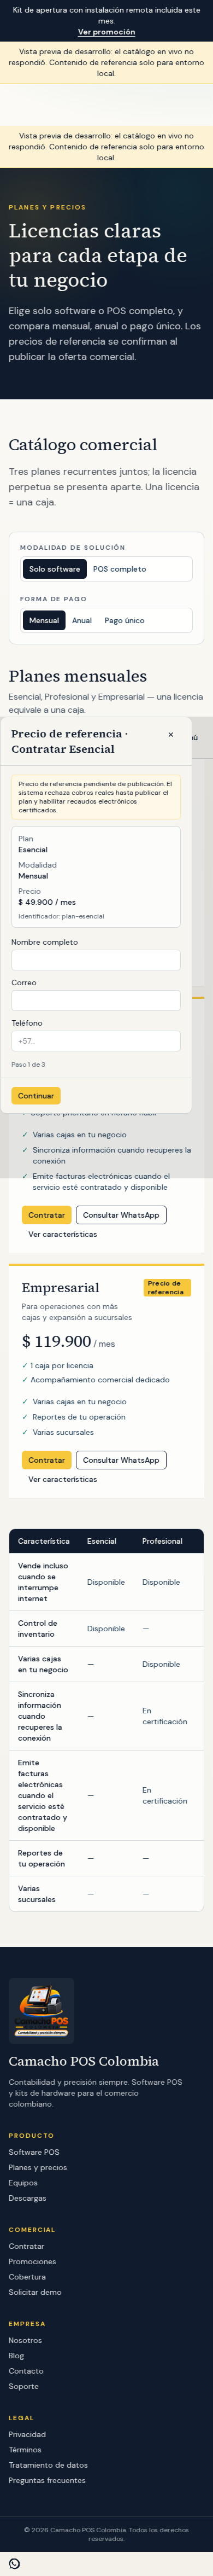 Kit de apertura con instalación remota incluida este
mes.
Ver promoción
Vista previa de desarrollo: el catálogo en vivo no
respondió. Contenido de referencia solo para entorno
local.
Vista previa de desarrollo: el catálogo en vivo no
respondió. Contenido de referencia solo para entorno
local.
PLANES Y PRECIOS
Licencias claras
para cada etapa de
tu negocio
Elige solo software o POS completo, y
compara mensual, anual o pago único. Los
precios de referencia se confirman al
publicar la oferta comercial.
Catálogo comercial
Tres planes recurrentes juntos; la licencia
perpetua se presenta aparte. Una licencia
= una caja.
MODALIDAD DE SOLUCIÓN
Solo software POS completo
FORMA DE PAGO
Mensual Anual Pago único
Planes mensuales
Esencial, Profesional y Empresarial — una licencia
equivale a una caja.
Precio de referencia ·
Contratar Esencial
×
Precio de referencia pendiente de publicación. El
sistema rechaza cobros reales hasta publicar el
plan y habilitar recaudos electrónicos
certificados.
Plan
Esencial
Modalidad
Mensual
Precio
$ 49.900 / mes
Identificador: plan-esencial
Nombre completo
Correo
Teléfono
+57...
Paso 1 de 3
Continuar
✓ Soporte prioritario en horario hábil
✓ Varias cajas en tu negocio
✓ Sincroniza información cuando recuperes la
conexión
✓ Emite facturas electrónicas cuando el
servicio esté contratado y disponible
Contratar Consultar WhatsApp
Ver características
Empresarial
Precio de
referencia
Para operaciones con más
cajas y expansión a sucursales
$ 119.900 / mes
✓ 1 caja por licencia
✓ Acompañamiento comercial dedicado
✓ Varias cajas en tu negocio
✓ Reportes de tu operación
✓ Varias sucursales
Contratar Consultar WhatsApp
Ver características
Característica Esencial Profesional
Vende incluso
cuando se
interrumpe
internet
Disponible Disponible
Control de
inventario
Disponible —
Varias cajas
en tu negocio
— Disponible
Sincroniza
información
cuando
recuperes la
conexión
— En
certificación
Emite
facturas
electrónicas
cuando el
servicio esté
contratado y
disponible
— En
certificación
Reportes de
tu operación
— —
Varias
sucursales
— —
Camacho POS
COLOMBIA
Camacho POS Colombia
Contabilidad y precisión siempre. Software POS
y kits de hardware para el comercio
colombiano.
PRODUCTO
Software POS
Planes y precios
Equipos
Descargas
COMERCIAL
Contratar
Promociones
Cobertura
Solicitar demo
EMPRESA
Nosotros
Blog
Contacto
Soporte
LEGAL
Privacidad
Términos
Tratamiento de datos
Preguntas frecuentes
© 2026 Camacho POS Colombia. Todos los derechos
reservados.